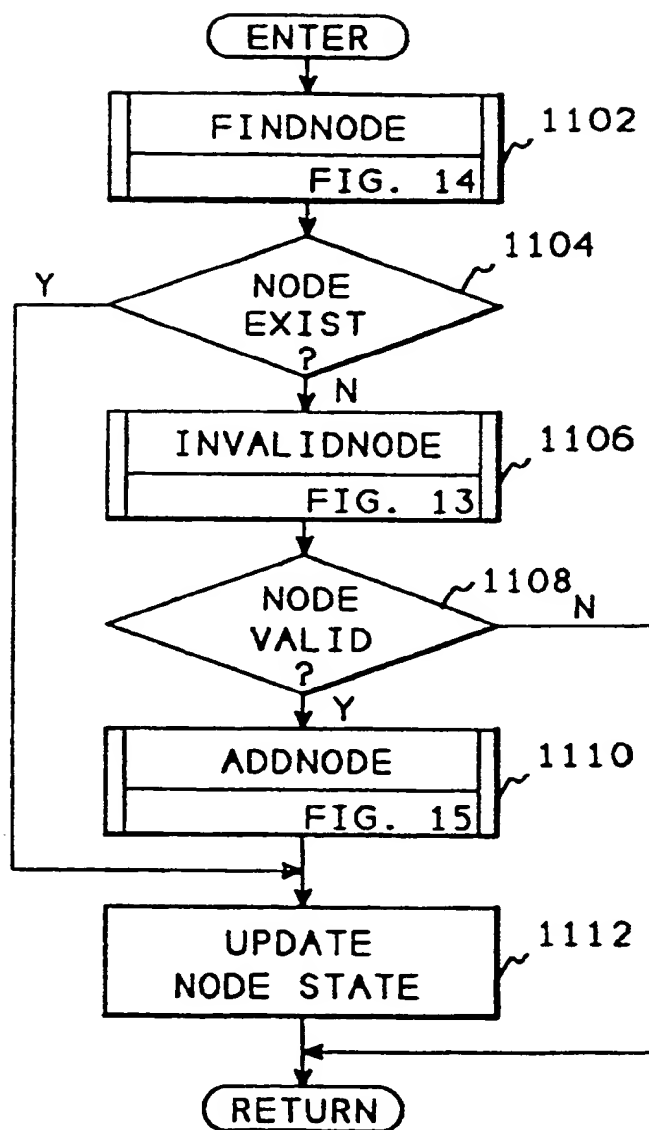 ENTER
FINDNODE
1102
FIG. 14
1104
Y
NODE
EXIST
?
N
INVALIDNODE
1106
FIG. 13
1108
NODE
N
VALID
?
Y
ADDNODE
1110
FIG. 15
UPDATE
1112
NODE STATE
RETURN